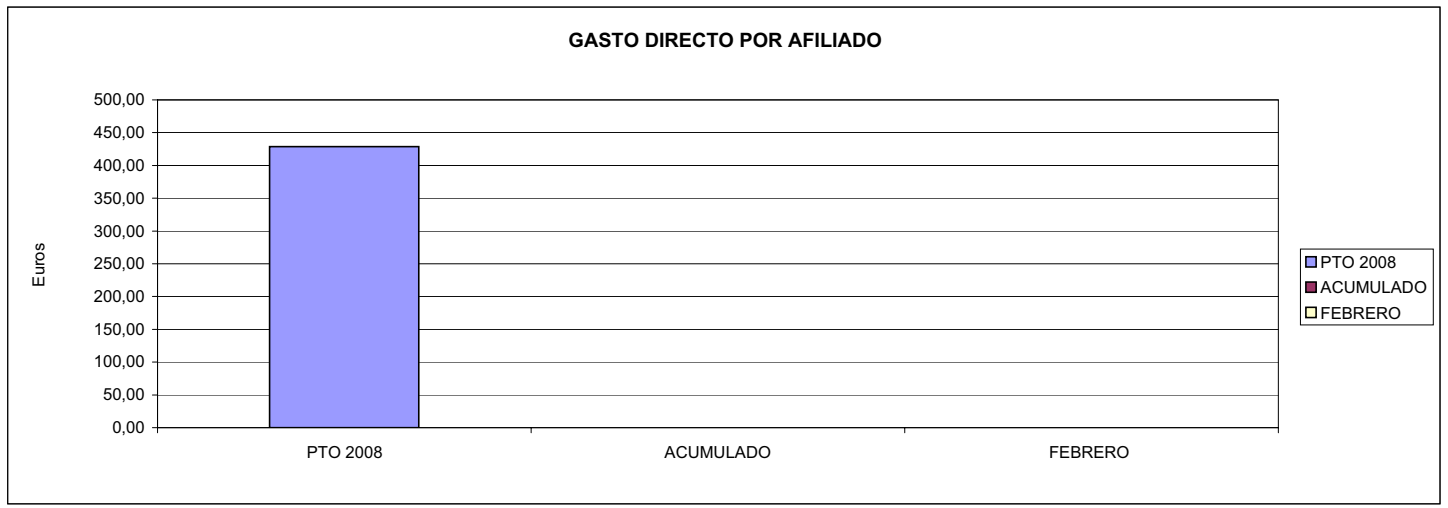 GASTO DIRECTO POR AFILIADO
500,00
450,00
400,00
350,00
300,00
250,00
200,00
150,00
100,00
50,00
0,00
Euros
PTO 2008
ACUMULADO
FEBRERO
PTO 2008
ACUMULADO
FEBRERO